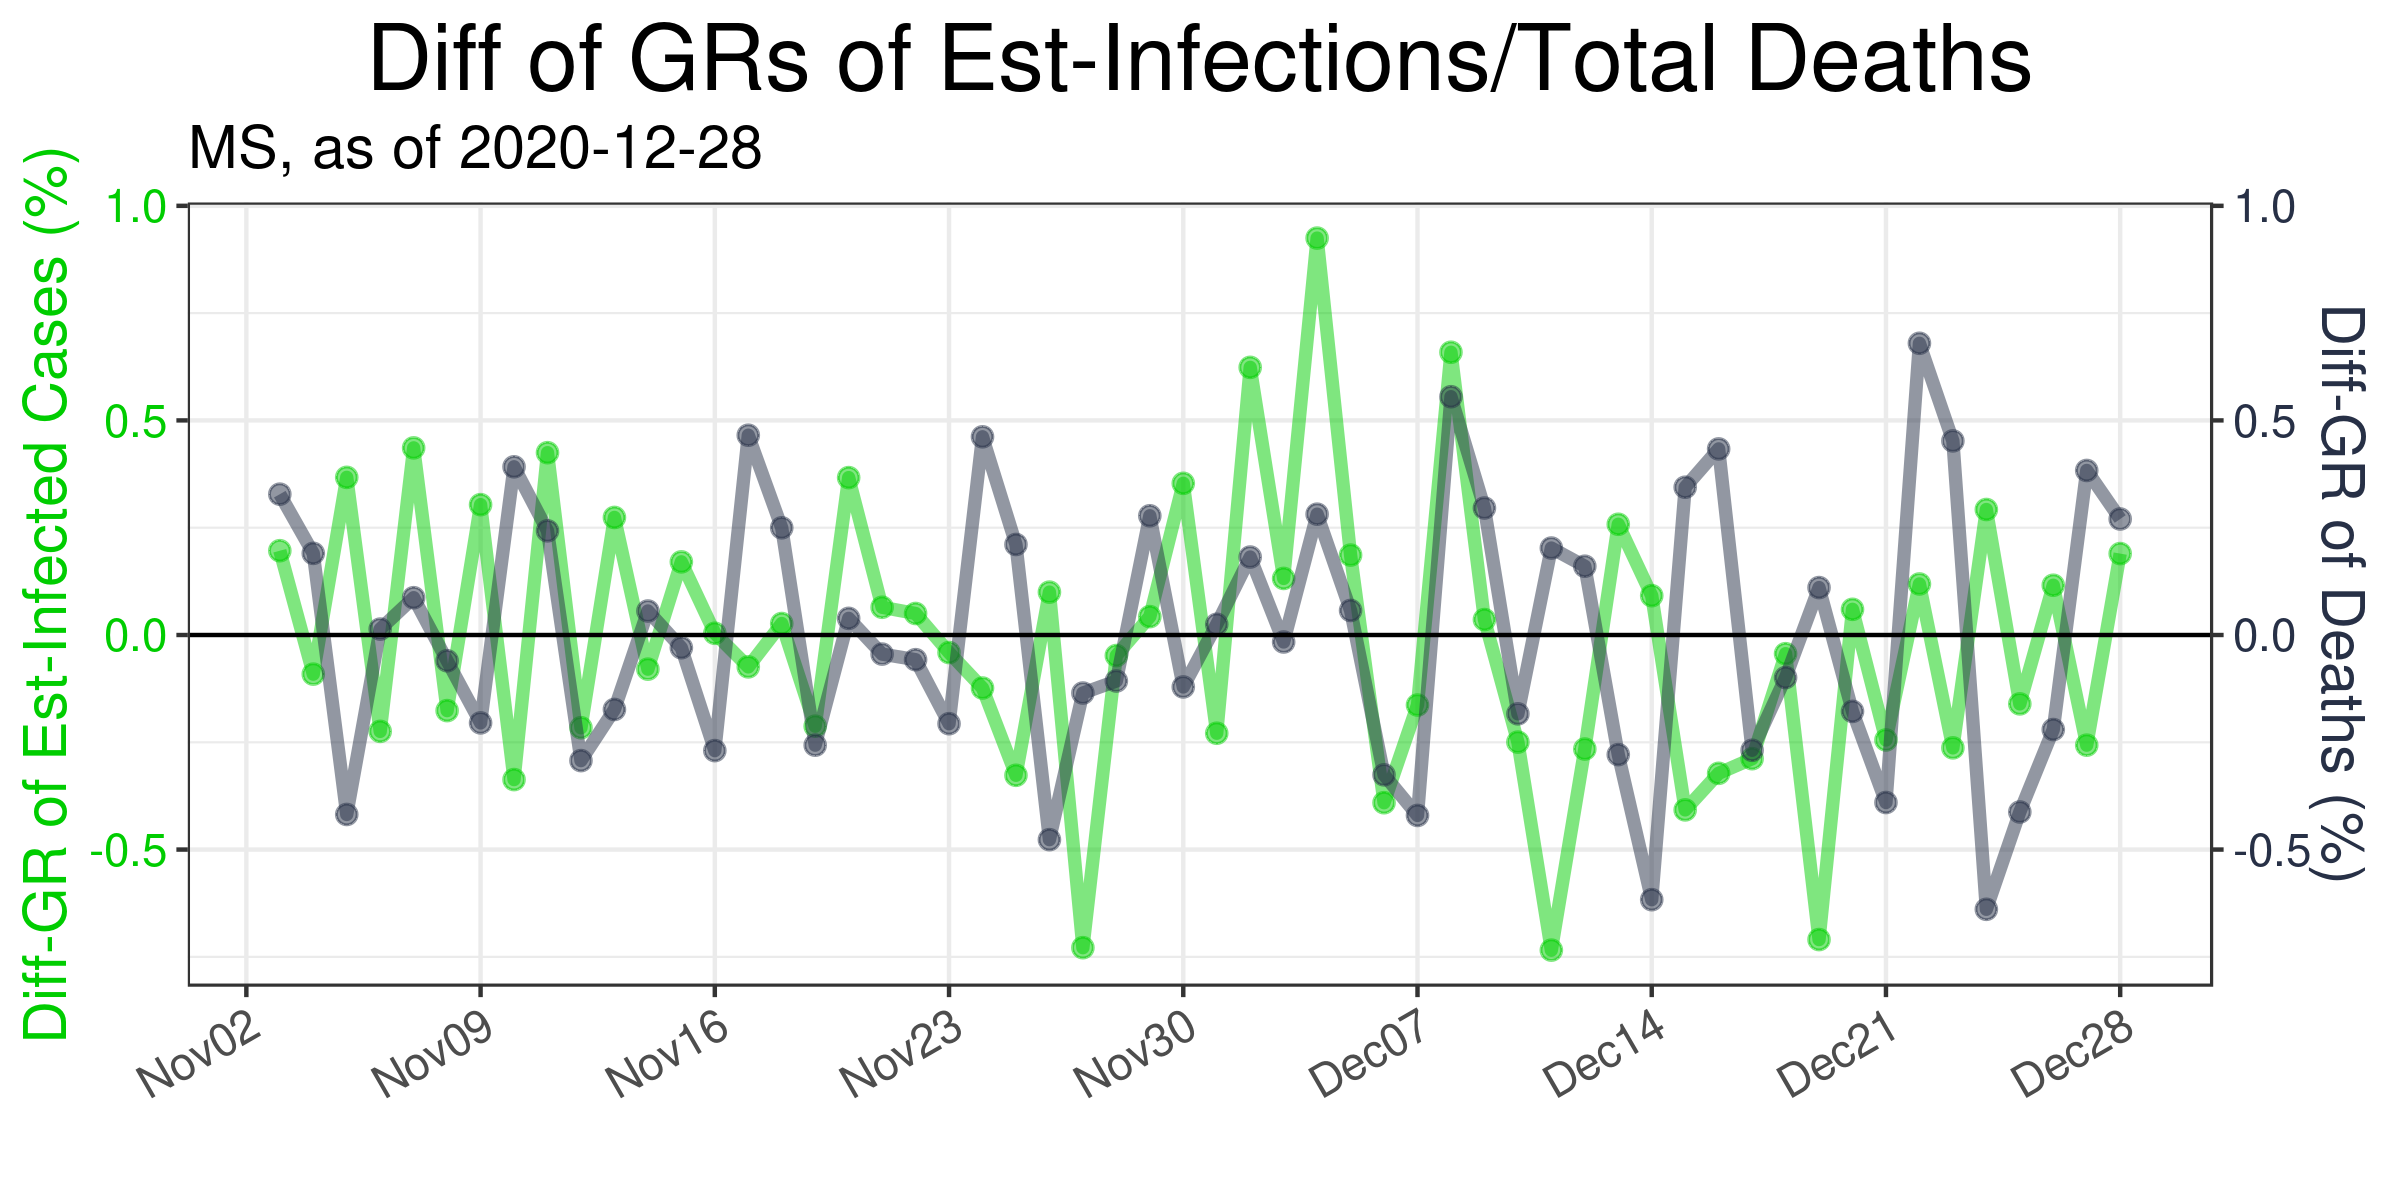 Diff of GRs of Est-Infections/Total Deaths
MS, as of 2020-12-28
Diff-GR of Est-Infected Cases (%)
1.0
0.5
0.0
-0.5
1.0
0.5
0.0
-0.5
Diff-GR of Deaths (%)
Nov02
Nov09
Nov16
Nov23
Nov30
Dec07
Dec14
Dec21
Dec28